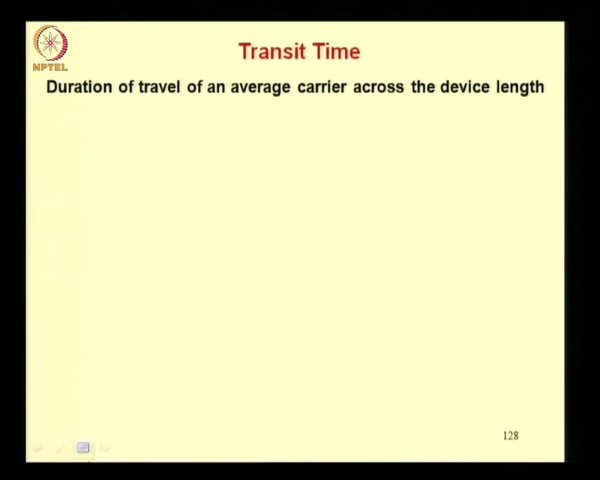 Transit Time
NPTEL
Duration of travel of an average carrier across the device length
128